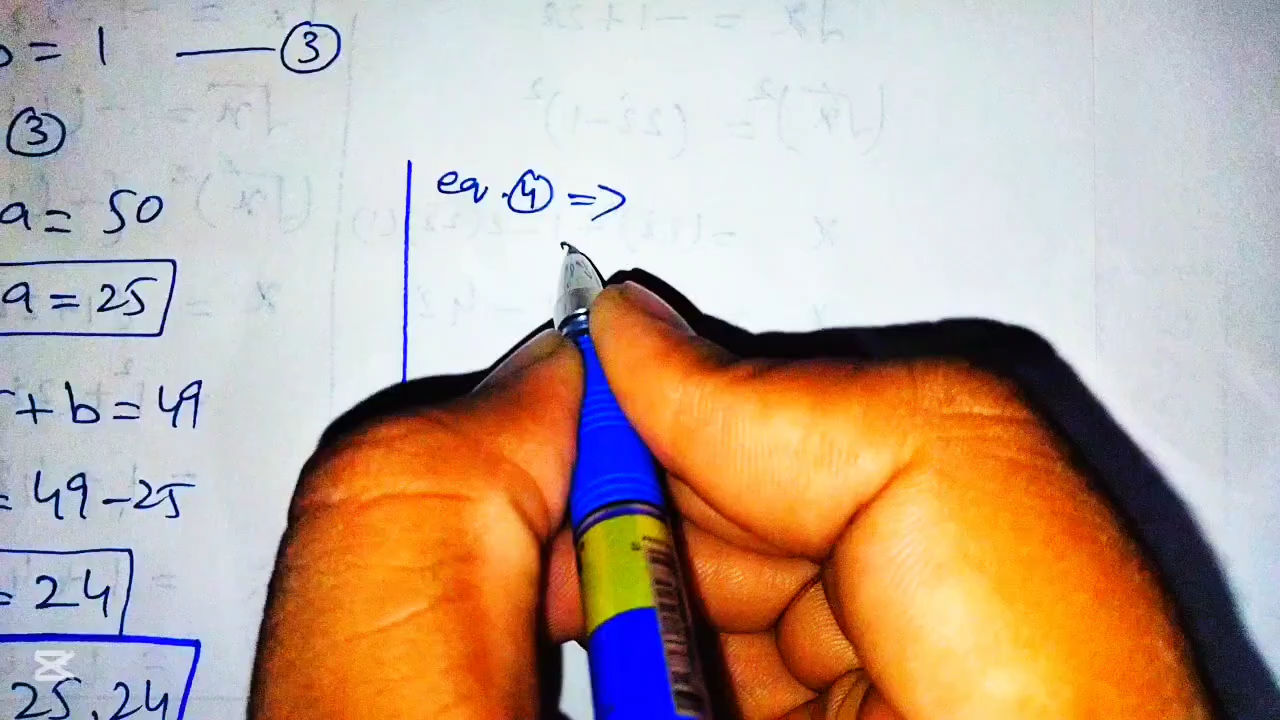 b = 1 —— ③
③
a = 50
a = 25
+ b = 49
= 49 - 25
= 24
25, 24
eq. ④ =>